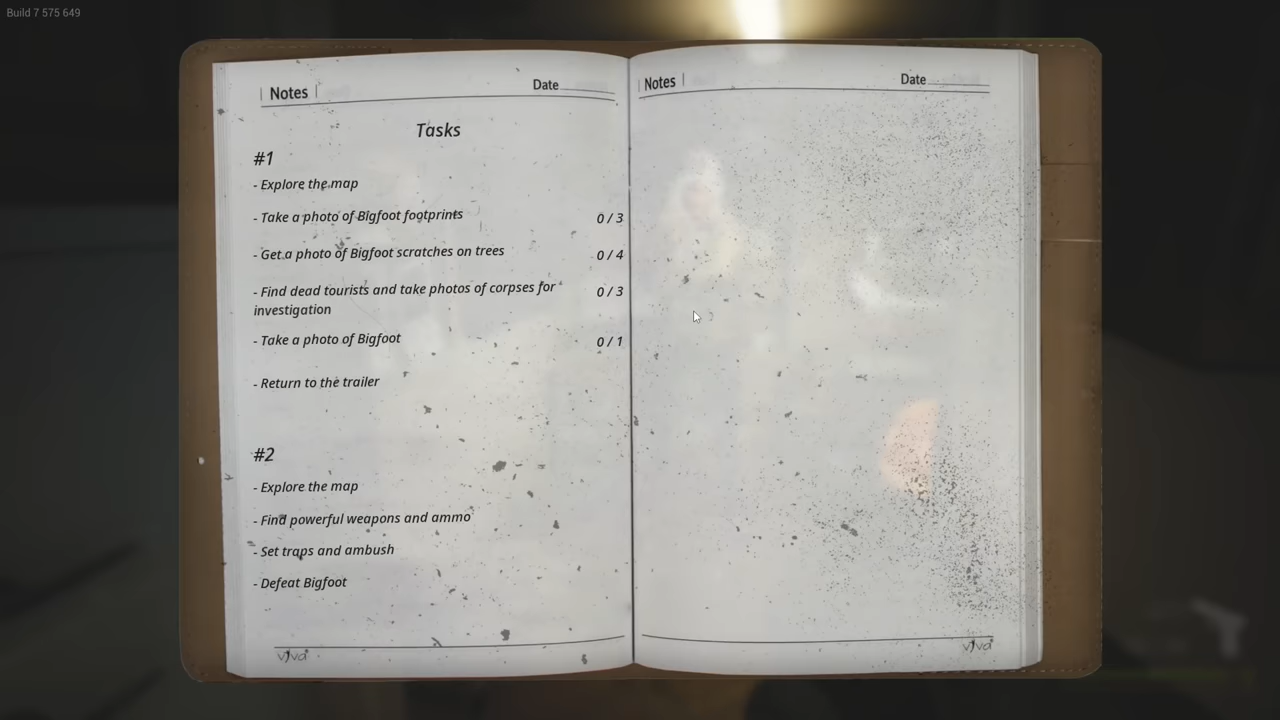 Build 7 575 649
Notes
Date
Notes
Date
Tasks
#1
- Explore the map
- Take a photo of Bigfoot footprints 0 / 3
- Get a photo of Bigfoot scratches on trees 0 / 4
- Find dead tourists and take photos of corpses for 0 / 3
investigation
- Take a photo of Bigfoot 0 / 1
- Return to the trailer
#2
- Explore the map
- Find powerful weapons and ammo
- Set traps and ambush
- Defeat Bigfoot
viva
viva